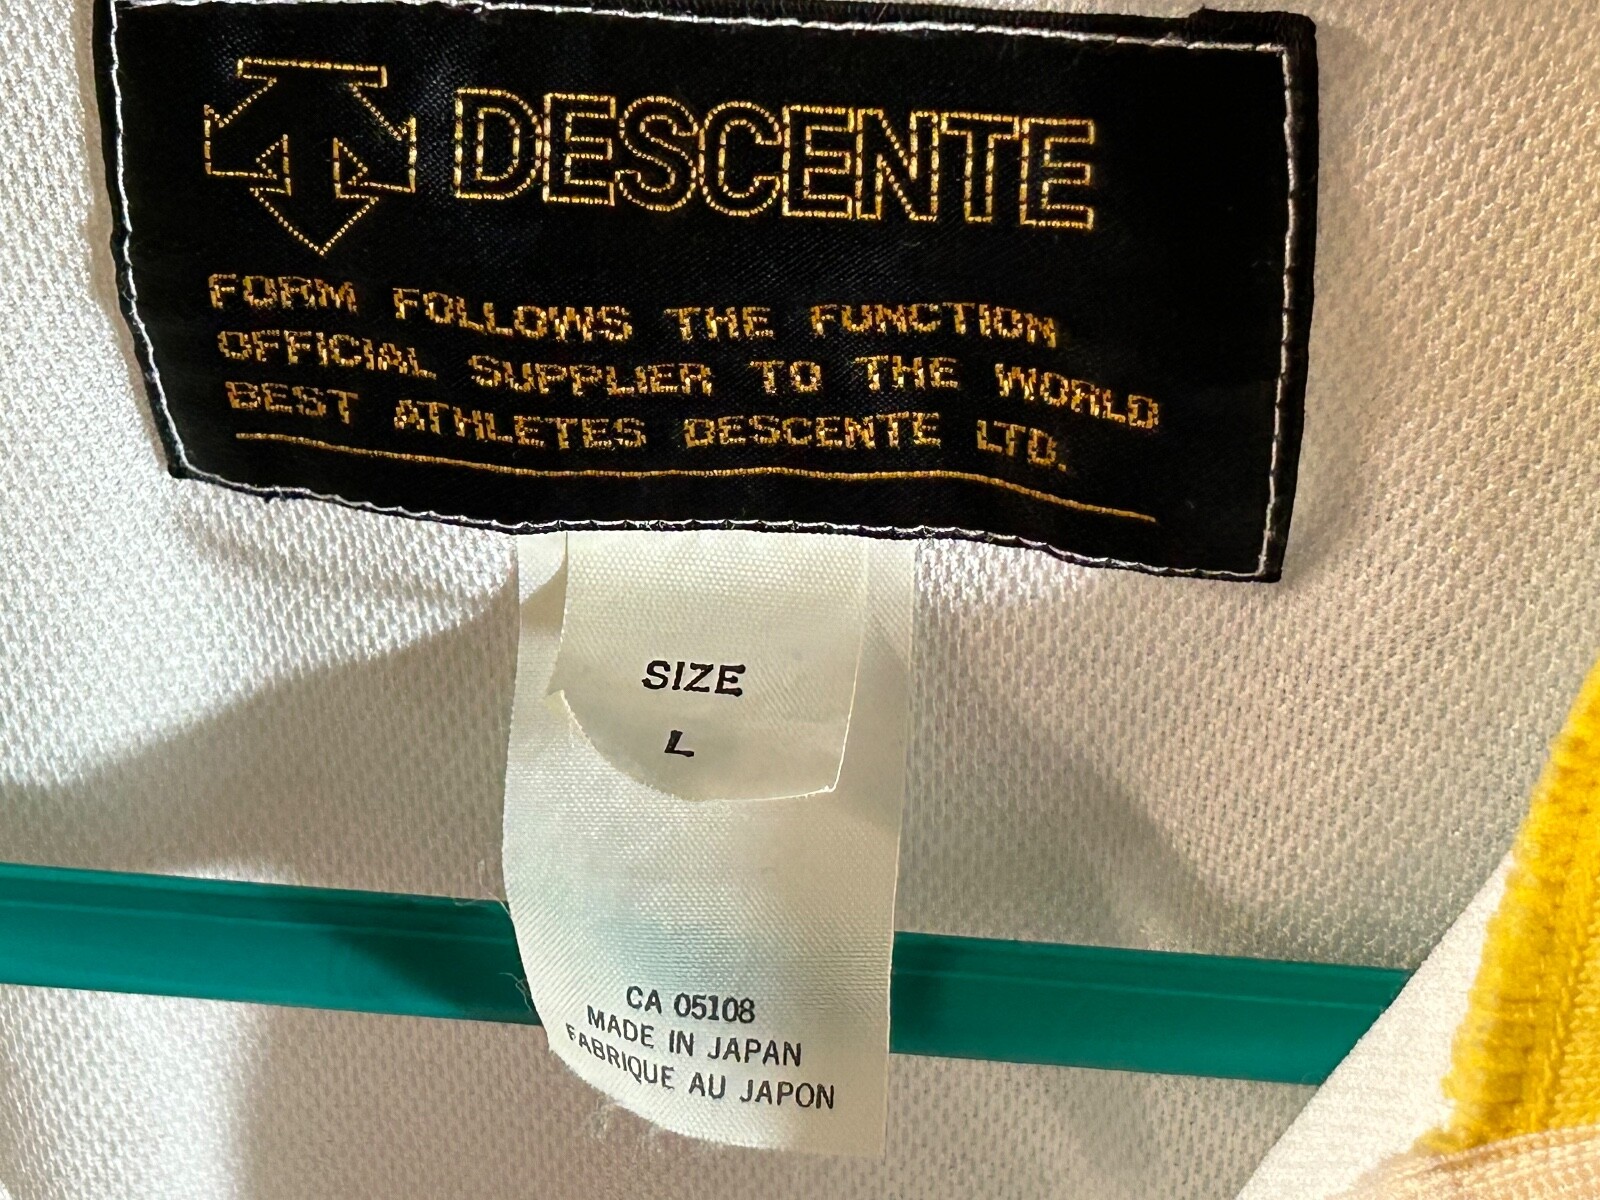 DESCENTE
FORM FOLLOWS THE FUNCTION
OFFICIAL SUPPLIER TO THE WORLD
BEST ATHLETES DESCENTE LTD.
SIZE
L
CA 05108
MADE IN JAPAN
FABRIQUE AU JAPON